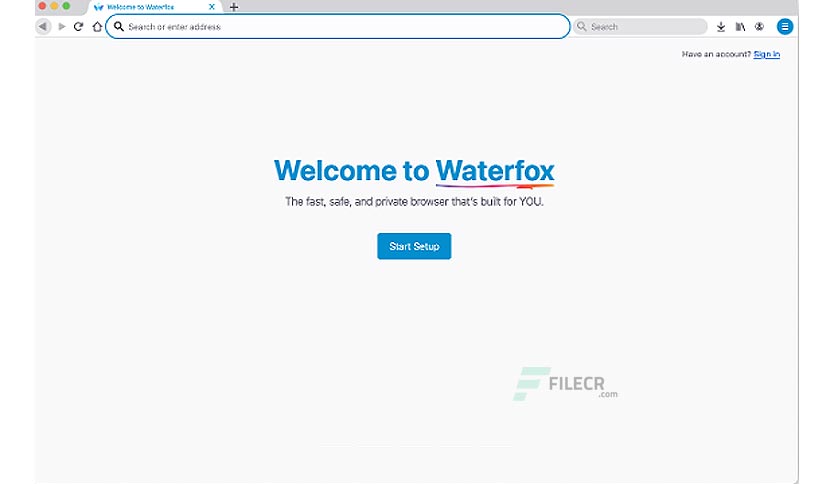 Welcome to Waterfox
Search or enter address
Search
Have an account? Sign in
Welcome to Waterfox
The fast, safe, and private browser that's built for YOU.
Start Setup
FILECR
.com